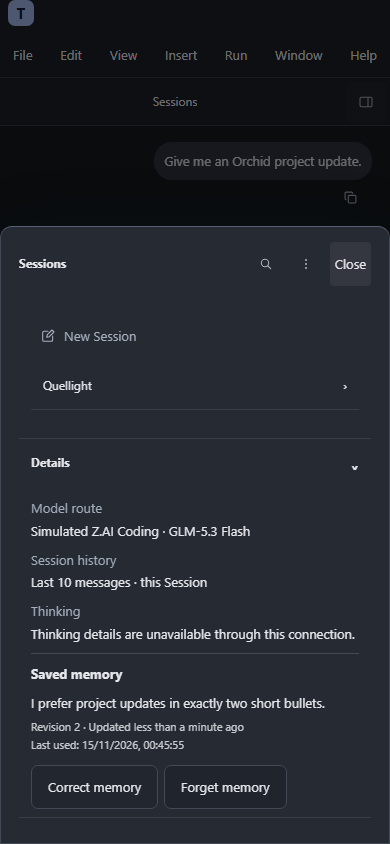 T
File Edit View Insert Run Window Help
Sessions
Give me an Orchid project update.
Sessions
Close
New Session
Quellight
Details
Model route
Simulated Z.AI Coding · GLM-5.3 Flash
Session history
Last 10 messages · this Session
Thinking
Thinking details are unavailable through this connection.
Saved memory
I prefer project updates in exactly two short bullets.
Revision 2 · Updated less than a minute ago
Last used: 15/11/2026, 00:45:55
Correct memory Forget memory